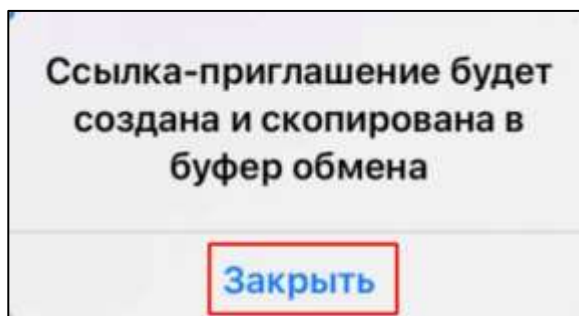 Ссылка-приглашение будет
создана и скопирована в
буфер обмена
Закрыть